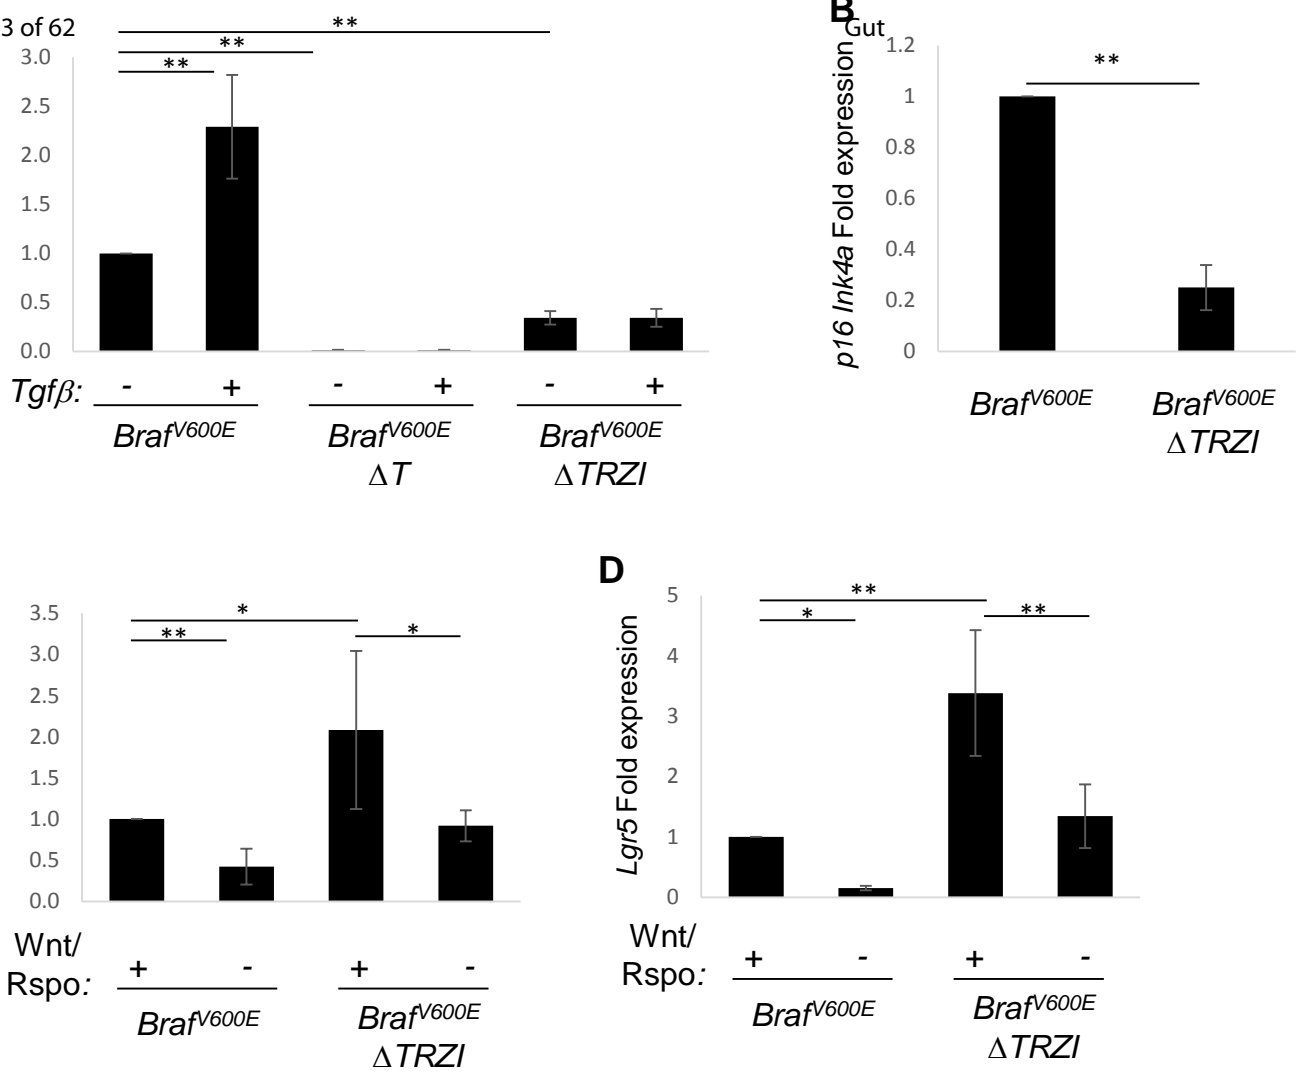 3 of 62
B
Gut
**
**
**
3.0
2.5
2.0
1.5
1.0
0.5
0.0
Tgfβ:
- + - + - +
BrafV600E BrafV600E BrafV600E
ΔT ΔTRZI
p16 Ink4a Fold expression
**
1.2
1
0.8
0.6
0.4
0.2
0
BrafV600E BrafV600E
ΔTRZI
*
**
*
3.5
3.0
2.5
2.0
1.5
1.0
0.5
0.0
Wnt/
Rspo:
+ - + -
BrafV600E BrafV600E
ΔTRZI
D
Lgr5 Fold expression
**
*
**
5
4
3
2
1
0
Wnt/
Rspo:
+ - + -
BrafV600E BrafV600E
ΔTRZI